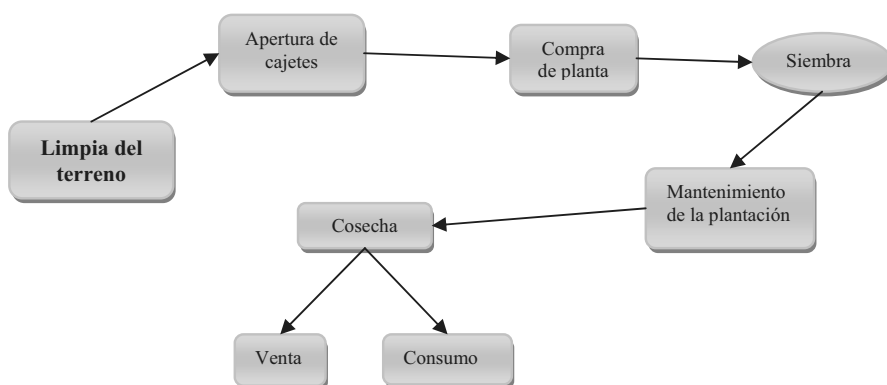 Limpia del
terreno
Apertura de
cajetes
Compra
de planta
Siembra
Mantenimiento
de la plantación
Cosecha
Venta
Consumo